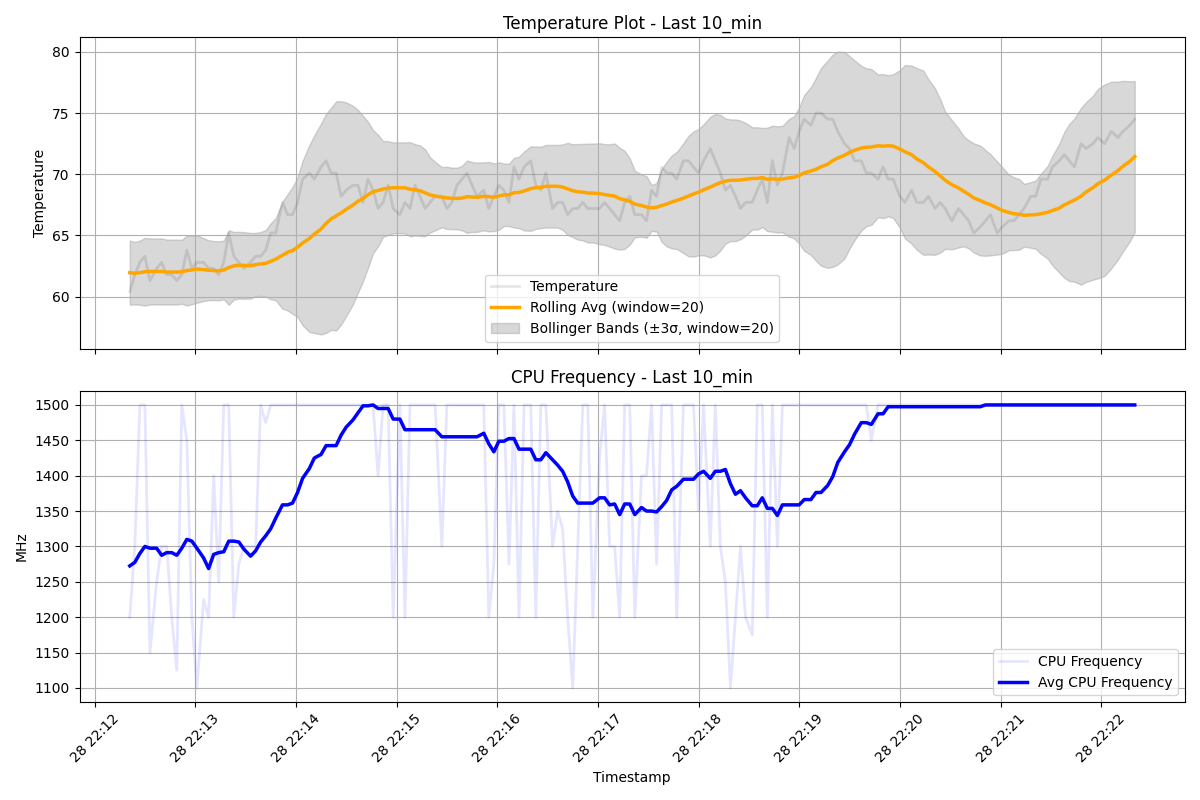 Temperature Plot - Last 10_min
Temperature
80
75
70
65
60
Temperature
Rolling Avg (window=20)
Bollinger Bands (±3σ, window=20)
CPU Frequency - Last 10_min
MHz
1500
1450
1400
1350
1300
1250
1200
1150
1100
CPU Frequency
Avg CPU Frequency
28 22:12
28 22:13
28 22:14
28 22:15
28 22:16
28 22:17
28 22:18
28 22:19
28 22:20
28 22:21
28 22:22
Timestamp